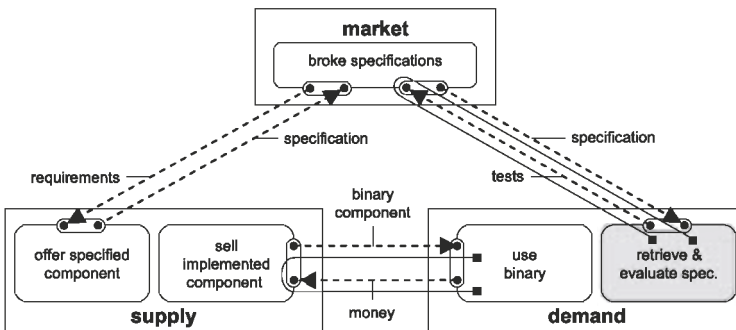 market
broke specifications
specification
specification
requirements
tests
binary
component
offer specified
component
sell
implemented
component
use
binary
retrieve &
evaluate spec.
money
supply
demand